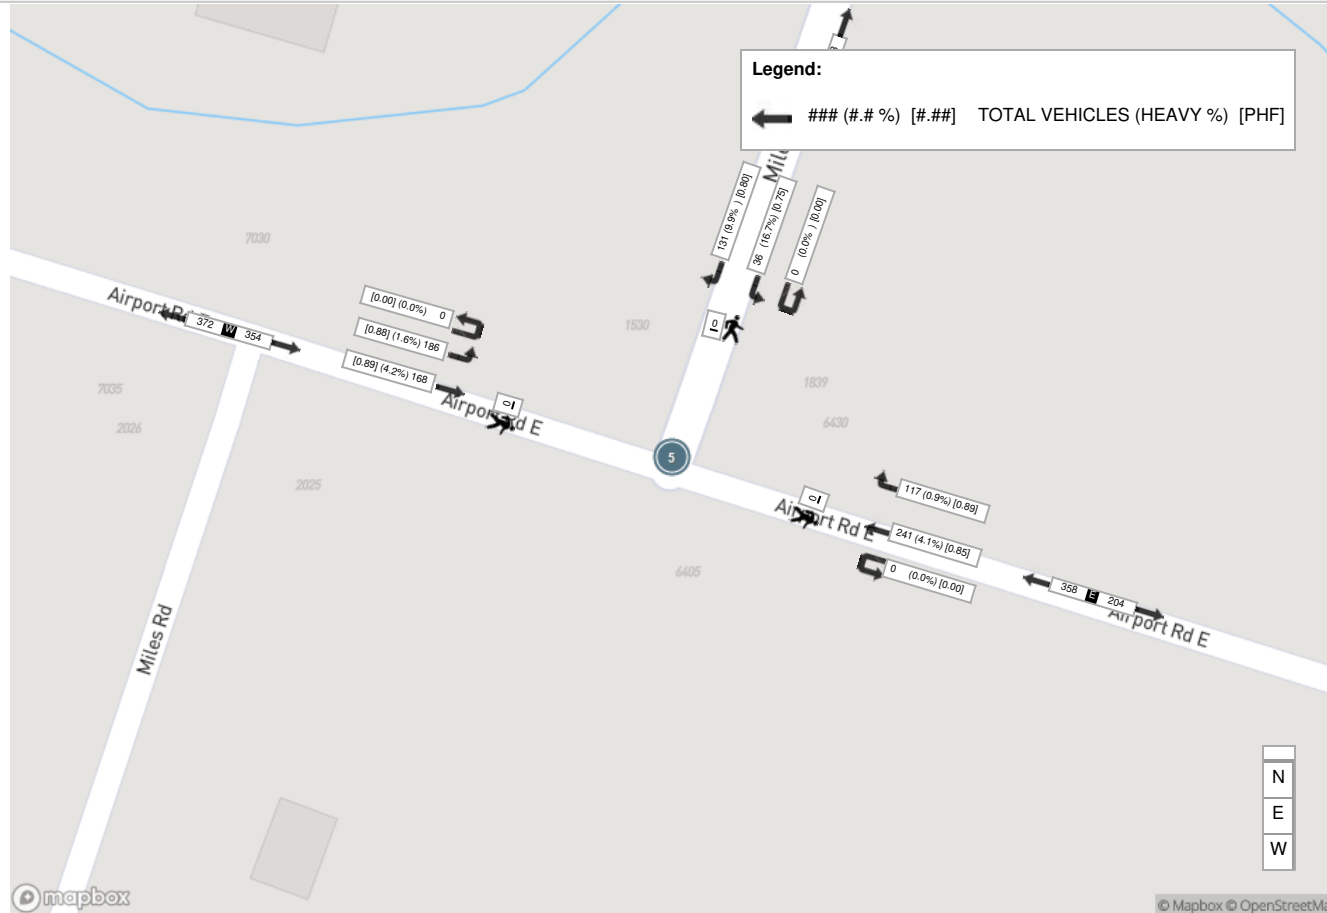 Legend:
### (#.# %) [#.##] TOTAL VEHICLES (HEAVY %) [PHF]
131 (9.9% ) [0.80]
36 (16.7%) [0.75]
0 (0.0% ) [0.00]
7030
Airport Rd E
372 W 354
[0.00] (0.0%) 0
[0.88] (1.6%) 186
[0.89] (4.2%) 168
0
1530
7035
2026
1839
6430
0
Airport Rd E
5
2025
0
117 (0.9%) [0.89]
Airport Rd E
241 (4.1%) [0.85]
0 (0.0%) [0.00]
6405
358 E 204
Airport Rd E
Miles Rd
N
E
W
mapbox
© Mapbox © OpenStreetMa